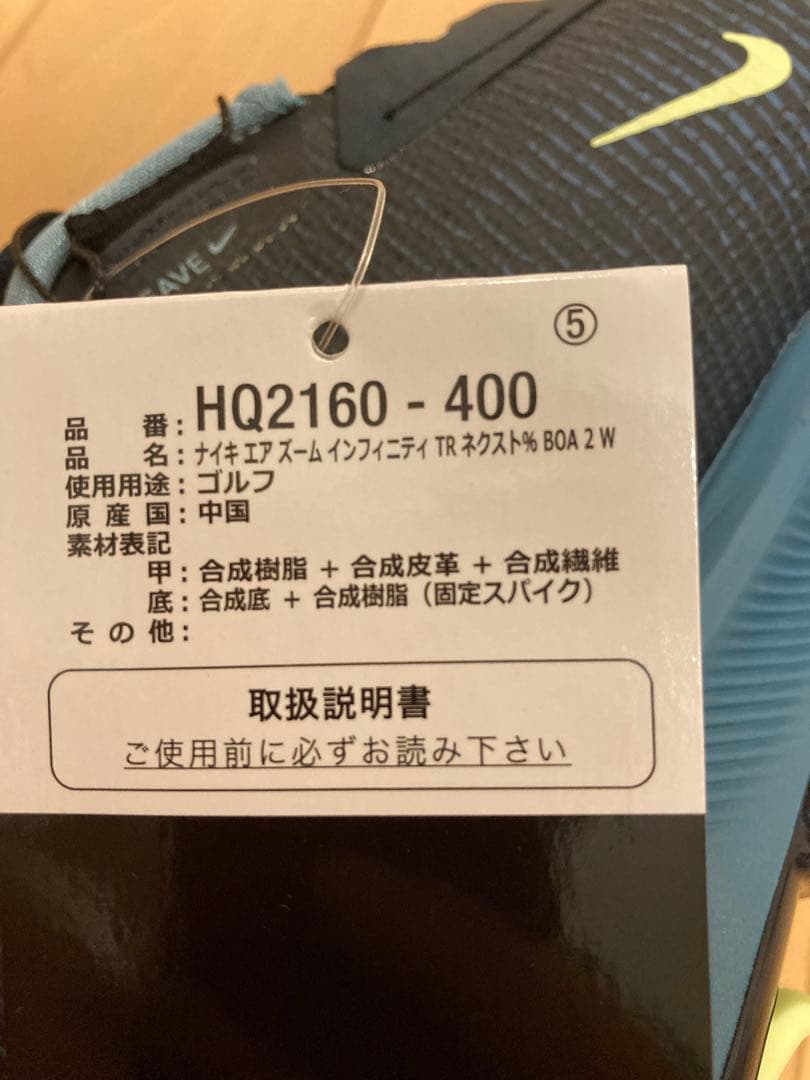 ⑤
品 番: HQ2160 - 400
品 名: ナイキ エア ズーム インフィニティ TR ネクスト% BOA 2 W
使用用途: ゴルフ
原産国: 中国
素材表記
甲: 合成樹脂 + 合成皮革 + 合成繊維
底: 合成底 + 合成樹脂(固定スパイク)
その他:
取扱説明書
ご使用前に必ずお読み下さい